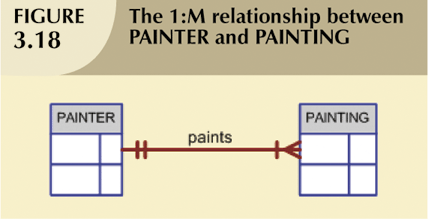 FIGURE
3.18
The 1:M relationship between
PAINTER and PAINTING
PAINTER
paints
PAINTING